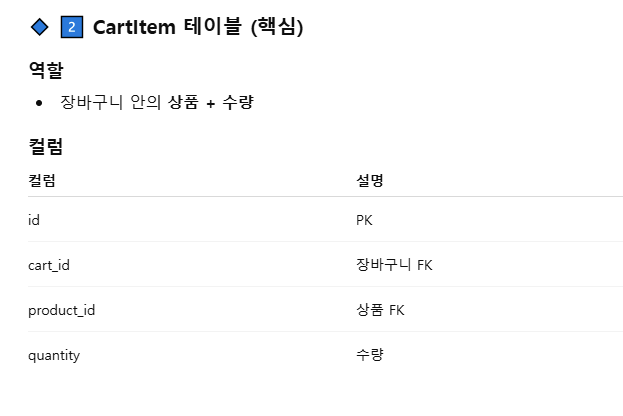 🔹 2️⃣ CartItem 테이블 (핵심)
역할
• 장바구니 안의 상품 + 수량
컬럼
컬럼 설명
id PK
cart_id 장바구니 FK
product_id 상품 FK
quantity 수량